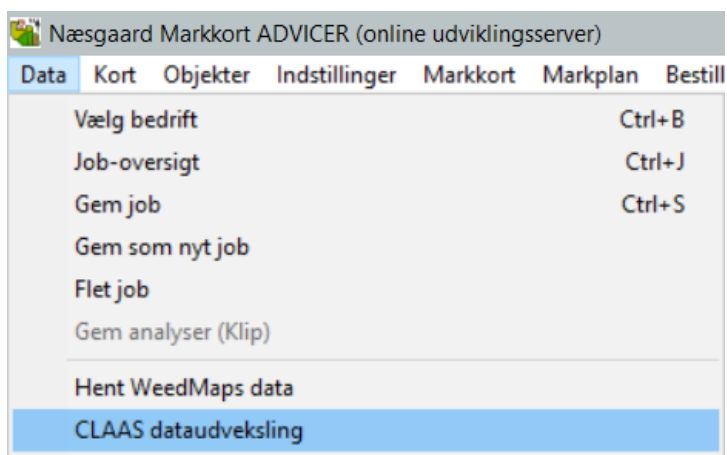 Næsgaard Markkort ADVICER (online udviklingsserver)
Data Kort Objekter Indstillinger Markkort Markplan Bestill
Vælg bedrift Ctrl+B
Job-oversigt Ctrl+J
Gem job Ctrl+S
Gem som nyt job
Flet job
Gem analyser (Klip)
Hent WeedMaps data
CLAAS dataudveksling